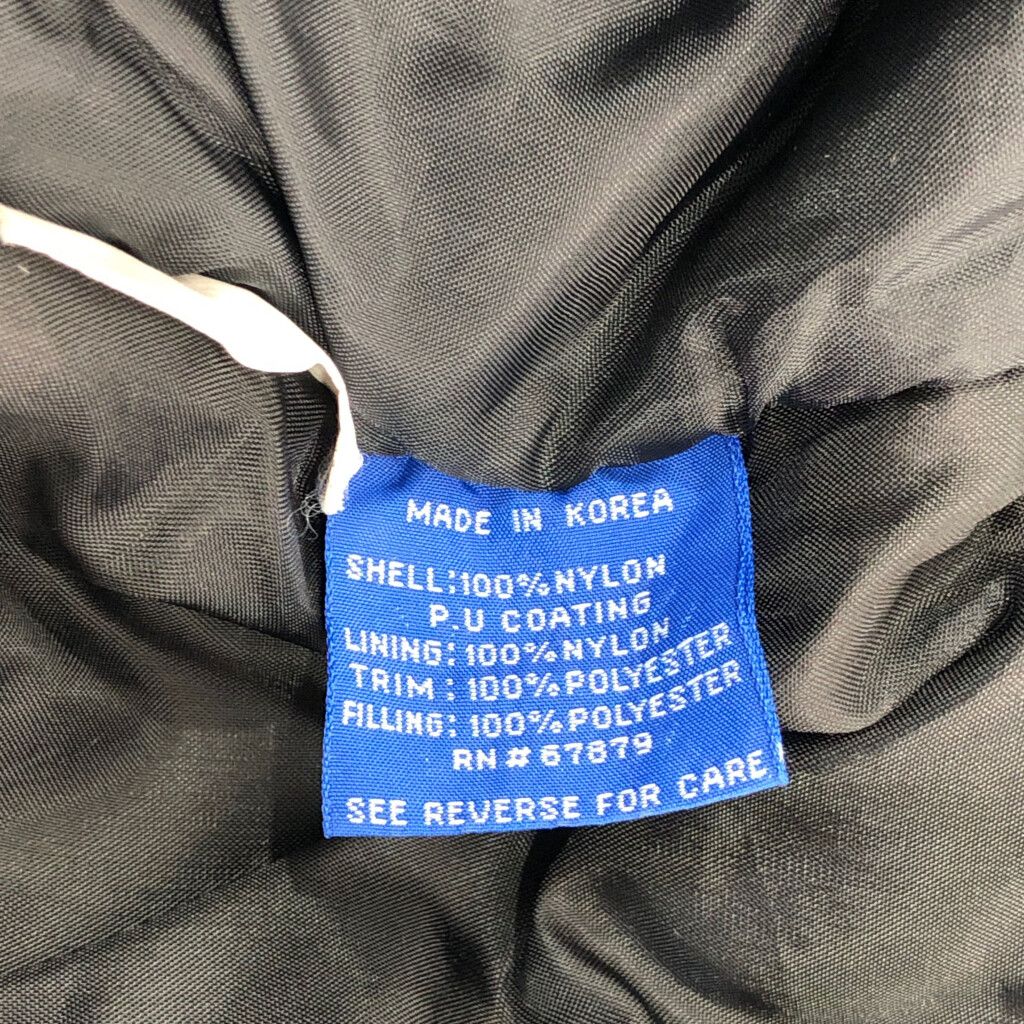 MADE IN KOREA
SHELL:100%NYLON
P.U COATING
LINING:100%NYLON
TRIM:100%POLYESTER
FILLING:100%POLYESTER
RN#67879
SEE REVERSE FOR CARE